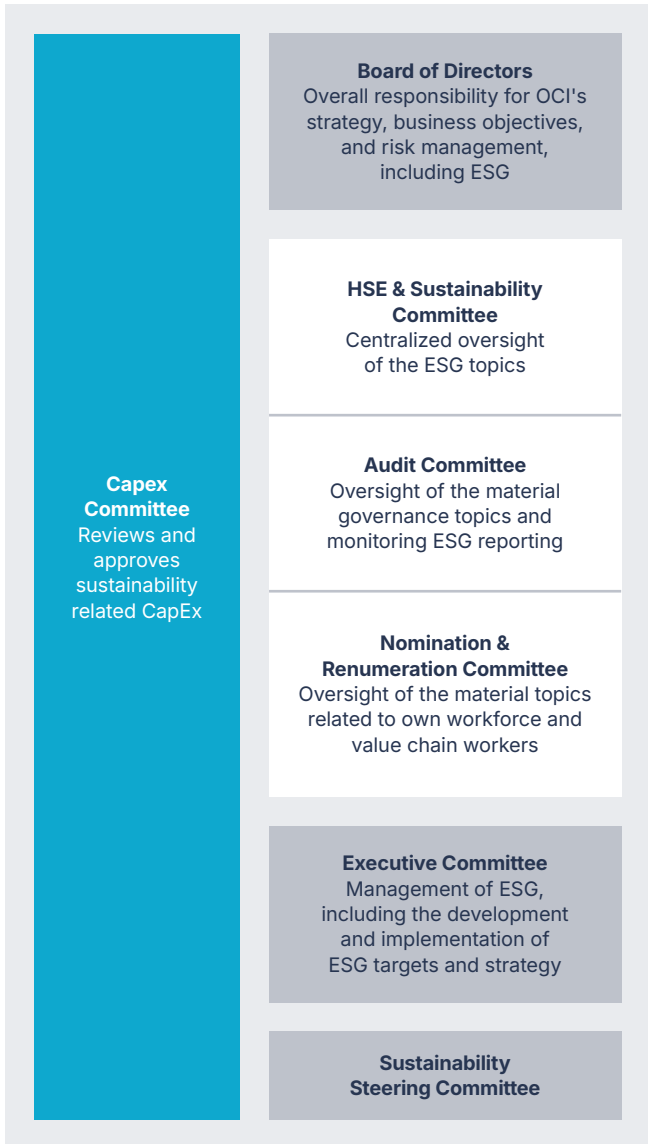 Capex
Committee
Reviews and
approves
sustainability
related CapEx
Board of Directors
Overall responsibility for OCI's
strategy, business objectives,
and risk management,
including ESG
HSE & Sustainability
Committee
Centralized oversight
of the ESG topics
Audit Committee
Oversight of the material
governance topics and
monitoring ESG reporting
Nomination &
Renumeration Committee
Oversight of the material topics
related to own workforce and
value chain workers
Executive Committee
Management of ESG,
including the development
and implementation of
ESG targets and strategy
Sustainability
Steering Committee